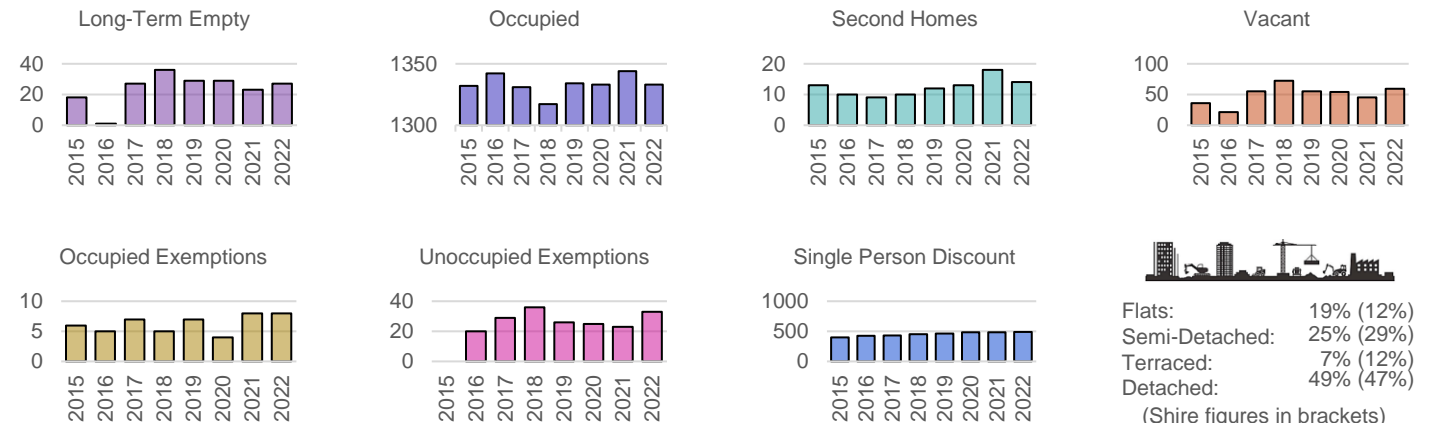 Long-Term Empty
40
20
0
2015 2016 2017 2018 2019 2020 2021 2022
Occupied
1350
1300
2015 2016 2017 2018 2019 2020 2021 2022
Second Homes
20
10
0
2015 2016 2017 2018 2019 2020 2021 2022
Vacant
100
50
0
2015 2016 2017 2018 2019 2020 2021 2022
Occupied Exemptions
10
5
0
2015 2016 2017 2018 2019 2020 2021 2022
Unoccupied Exemptions
40
20
0
2015 2016 2017 2018 2019 2020 2021 2022
Single Person Discount
1000
500
0
2015 2016 2017 2018 2019 2020 2021 2022
Flats: 19% (12%)
Semi-Detached: 25% (29%)
Terraced: 7% (12%)
Detached: 49% (47%)
(Shire figures in brackets)